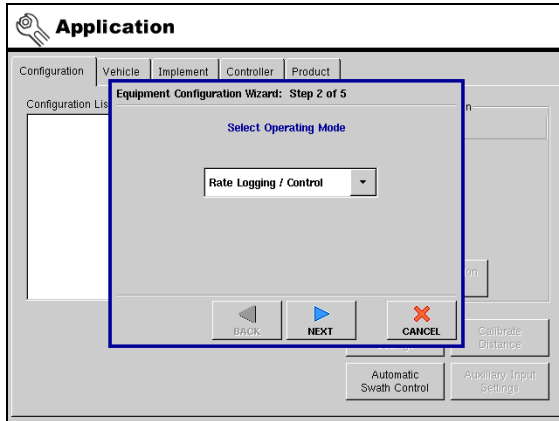 Application
Configuration
Vehicle
Implement
Controller
Product
Configuration Lis
Equipment Configuration Wizard: Step 2 of 5
n
Select Operating Mode
Rate Logging / Control
on
BACK
NEXT
CANCEL
Calibrate
Distance
Automatic
Swath Control
Auxiliary Input
Settings